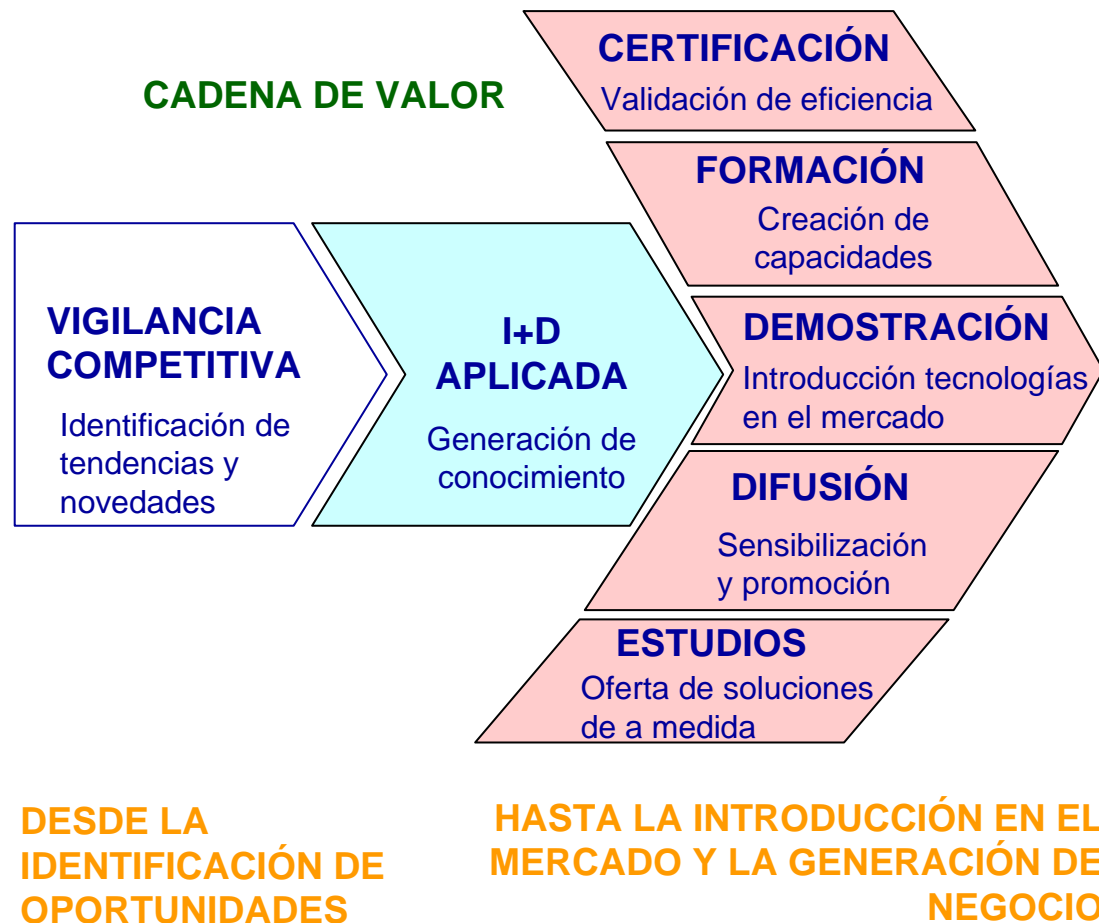 CADENA DE VALOR
CERTIFICACIÓN
Validación de eficiencia
FORMACIÓN
Creación de
capacidades
VIGILANCIA
COMPETITIVA
Identificación de
tendencias y
novedades
I+D
APLICADA
Generación de
conocimiento
DEMOSTRACIÓN
Introducción tecnologías
en el mercado
DIFUSIÓN
Sensibilización
y promoción
ESTUDIOS
Oferta de soluciones
de a medida
DESDE LA
IDENTIFICACIÓN DE
OPORTUNIDADES
HASTA LA INTRODUCCIÓN EN EL
MERCADO Y LA GENERACIÓN DE
NEGOCIO